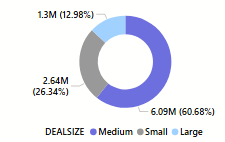 1.3M (12.98%)
2.64M
(26.34%)
6.09M (60.68%)
DEALSIZE Medium Small Large